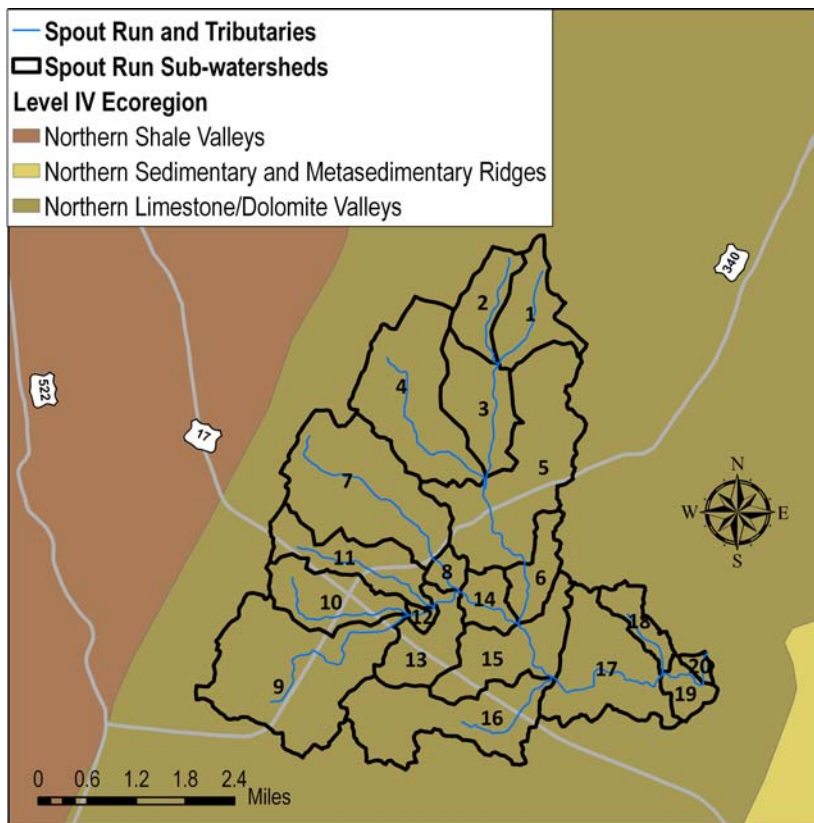 Spout Run and Tributaries
Spout Run Sub-watersheds
Level IV Ecoregion
Northern Shale Valleys
Northern Sedimentary and Metasedimentary Ridges
Northern Limestone/Dolomite Valleys
340
2
1
522
4
3
17
5
7
N
W E
S
11
8
6
10
14
12
18
13
15
17
20
9
19
16
0 0.6 1.2 1.8 2.4
Miles